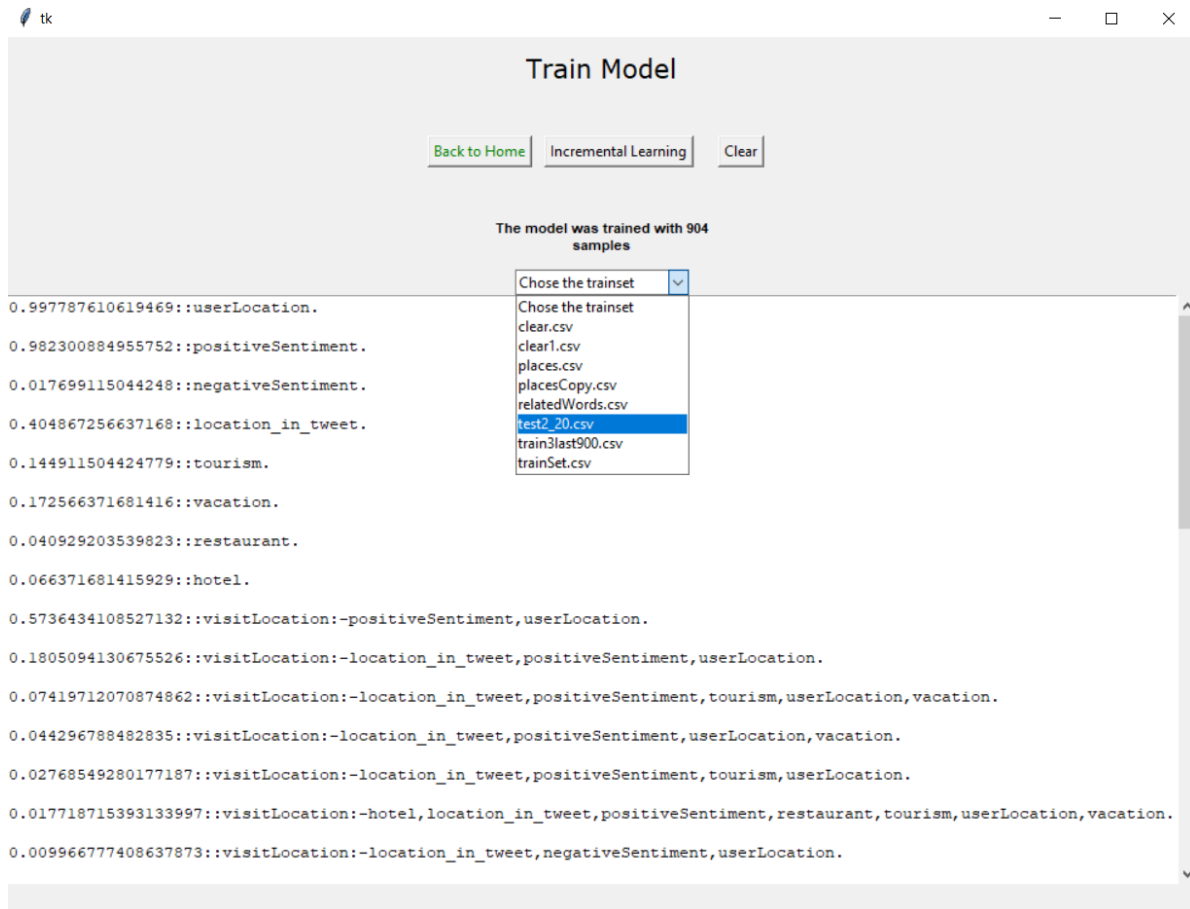 tk
Train Model
Back to Home Incremental Learning Clear
The model was trained with 904
samples
Chose the trainset
Chose the trainset
clear.csv
clear1.csv
places.csv
placesCopy.csv
relatedWords.csv
test2_20.csv
train3last900.csv
trainSet.csv
0.997787610619469::userLocation.
0.982300884955752::positiveSentiment.
0.017699115044248::negativeSentiment.
0.404867256637168::location_in_tweet.
0.144911504424779::tourism.
0.172566371681416::vacation.
0.040929203539823::restaurant.
0.066371681415929::hotel.
0.5736434108527132::visitLocation:-positiveSentiment,userLocation.
0.1805094130675526::visitLocation:-location_in_tweet,positiveSentiment,userLocation.
0.07419712070874862::visitLocation:-location_in_tweet,positiveSentiment,tourism,userLocation,vacation.
0.044296788482835::visitLocation:-location_in_tweet,positiveSentiment,userLocation,vacation.
0.02768549280177187::visitLocation:-location_in_tweet,positiveSentiment,tourism,userLocation.
0.017718715393133997::visitLocation:-hotel,location_in_tweet,positiveSentiment,restaurant,tourism,userLocation,vacation.
0.009966777408637873::visitLocation:-location_in_tweet,negativeSentiment,userLocation.